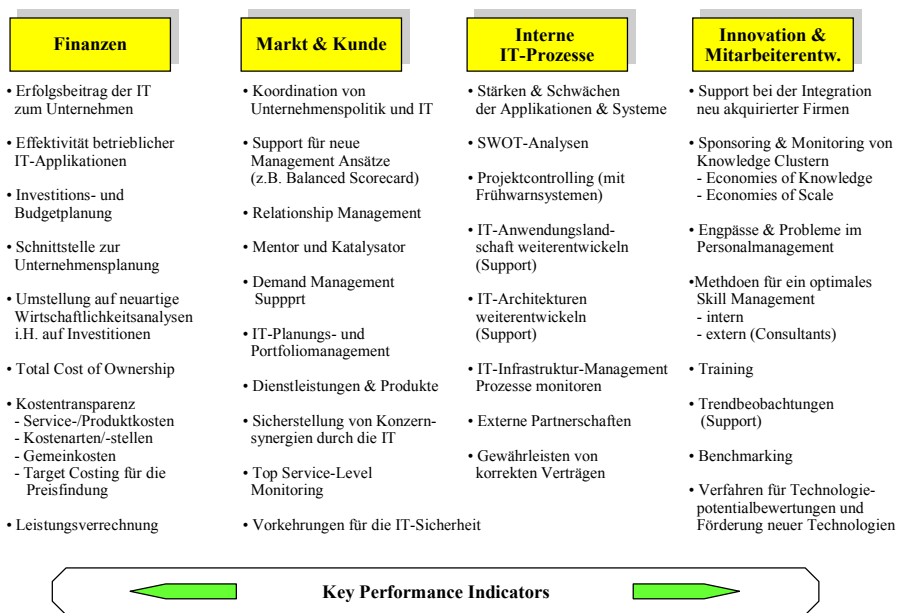 Finanzen
• Erfolgsbeitrag der IT
zum Unternehmen
• Effektivität betrieblicher
IT-Applikationen
• Investitions- und
Budgetplanung
• Schnittstelle zur
Unternehmensplanung
• Umstellung auf neuartige
Wirtschaftlichkeitsanalysen
i.H. auf Investitionen
• Total Cost of Ownership
• Kostentransparenz
- Service-/Produktkosten
- Kostenarten/-stellen
- Gemeinkosten
- Target Costing für die
Preisfindung
• Leistungsverrechnung
Markt & Kunde
• Koordination von
Unternehmenspolitik und IT
• Support für neue
Management Ansätze
(z.B. Balanced Scorecard)
• Relationship Management
• Mentor und Katalysator
• Demand Management
Suppprt
• IT-Planungs- und
Portfoliomanagement
• Dienstleistungen & Produkte
• Sicherstellung von Konzern-
synergien durch die IT
• Top Service-Level
Monitoring
• Vorkehrungen für die IT-Sicherheit
Interne
IT-Prozesse
• Stärken & Schwächen
der Applikationen & Systeme
• SWOT-Analysen
• Projektcontrolling (mit
Frühwarnsystemen)
• IT-Anwendungsland-
schaft weiterentwickeln
(Support)
• IT-Architekturen
weiterentwickeln
(Support)
• IT-Infrastruktur-Management
Prozesse monitoren
• Externe Partnerschaften
• Gewährleisten von
korrekten Verträgen
Innovation &
Mitarbeiterentw.
• Support bei der Integration
neu akquirierter Firmen
• Sponsoring & Monitoring von
Knowledge Clustern
- Economies of Knowledge
- Economies of Scale
• Engpässe & Probleme im
Personalmanagement
•Methdoen für ein optimales
Skill Management
- intern
- extern (Consultants)
• Training
• Trendbeobachtungen
(Support)
• Benchmarking
• Verfahren für Technologie-
potentialbewertungen und
Förderung neuer Technologien
Key Performance Indicators